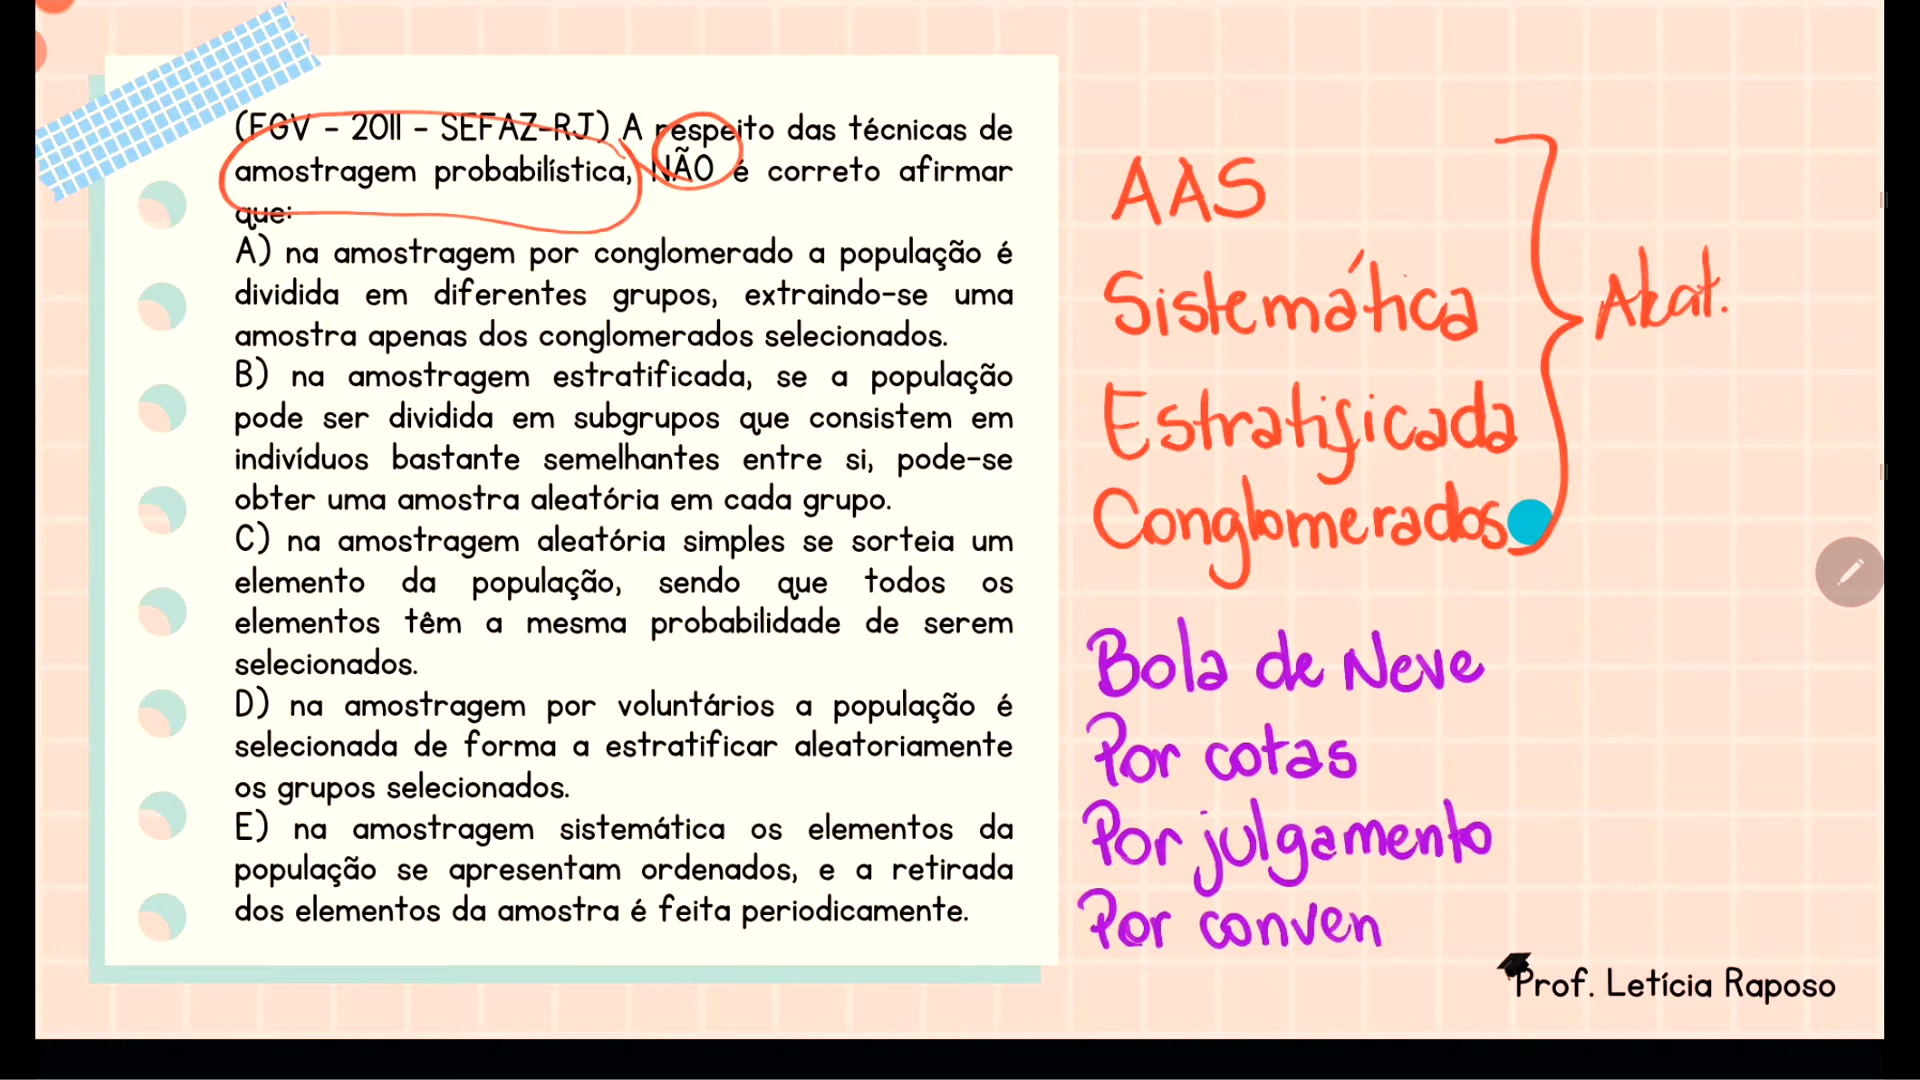 (FGV - 2011 - SEFAZ-RJ) A respeito das técnicas de
amostragem probabilística, NÃO é correto afirmar
que:
A) na amostragem por conglomerado a população é
dividida em diferentes grupos, extraindo-se uma
amostra apenas dos conglomerados selecionados.
B) na amostragem estratificada, se a população
pode ser dividida em subgrupos que consistem em
indivíduos bastante semelhantes entre si, pode-se
obter uma amostra aleatória em cada grupo.
C) na amostragem aleatória simples se sorteia um
elemento da população, sendo que todos os
elementos têm a mesma probabilidade de serem
selecionados.
D) na amostragem por voluntários a população é
selecionada de forma a estratificar aleatoriamente
os grupos selecionados.
E) na amostragem sistemática os elementos da
população se apresentam ordenados, e a retirada
dos elementos da amostra é feita periodicamente.
AAS
Sistemática
Estratificada
Conglomerados
Bola de Neve
Por cotas
Por julgamento
Por conven
Prof. Letícia Raposo